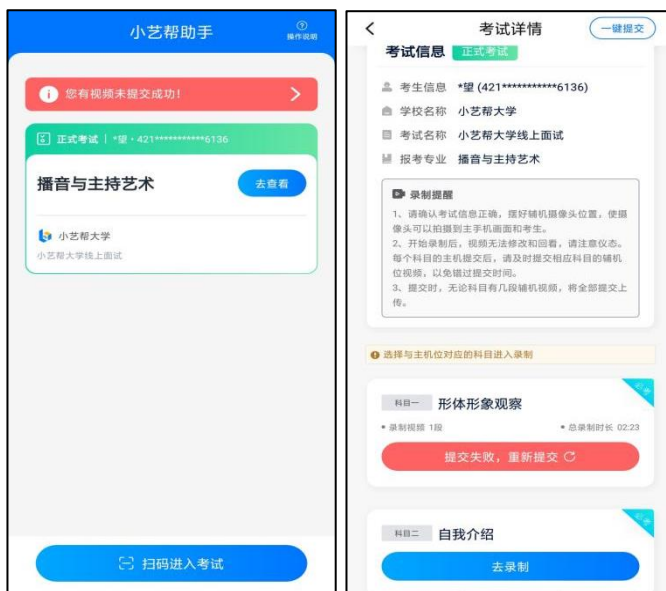 小艺帮助手
操作说明
您有视频未提交成功!
正式考试 | *望·421***********6136
播音与主持艺术
去查看
小艺帮大学
小艺帮大学线上面试
扫码进入考试
考试详情
一键提交
考试信息 正式考试
考生信息 *望 (421***********6136)
学校名称 小艺帮大学
考试名称 小艺帮大学线上面试
报考专业 播音与主持艺术
录制提醒
1、请确认考试信息正确,摆好辅机摄像头位置,使摄
像头可以拍摄到主手机画面和考生。
2、开始录制后,视频无法修改和回看,请注意仪态。
每个科目的主机提交后,请及时提交相应科目的辅机
位视频,以免错过提交时间。
3、提交时,无论科目有几段辅机视频,将全部提交上
传。
选择与主机位对应的科目进入录制
科目一 形体形象观察
必考
• 录制视频 1段
• 总录制时长 02:23
提交失败,重新提交
科目二 自我介绍
必考
去录制